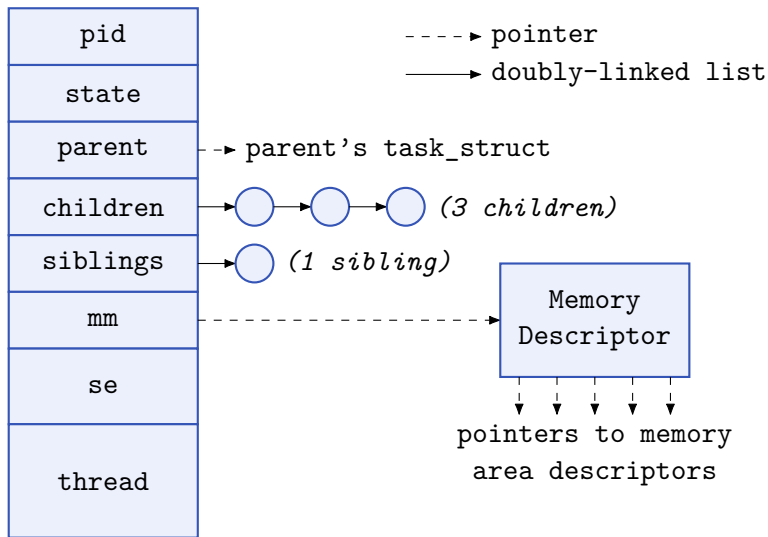 pid
pointer
state
doubly-linked list
parent
parent's task_struct
children
(3 children)
siblings
(1 sibling)
mm
Memory
Descriptor
se
pointers to memory
area descriptors
thread